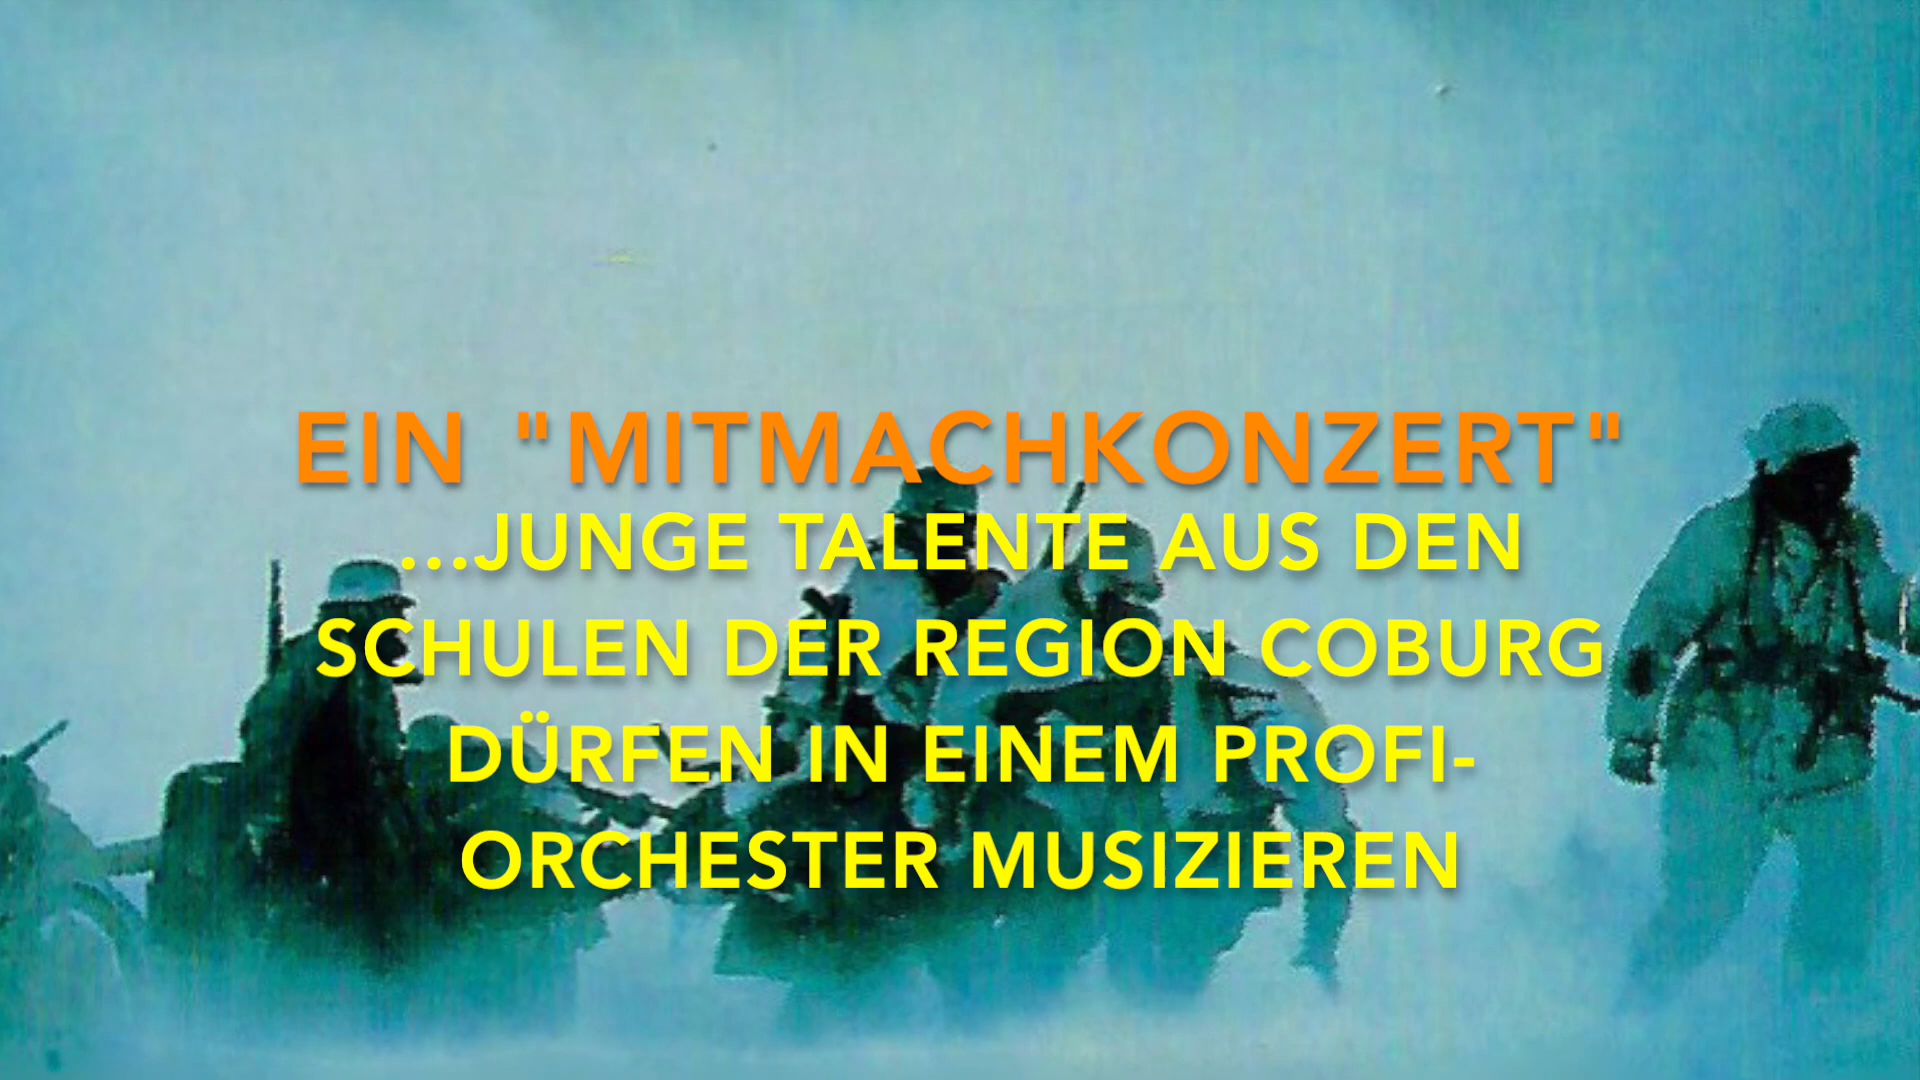 EIN "MITMACHKONZERT"
...JUNGE TALENTE AUS DEN
SCHULEN DER REGION COBURG
DÜRFEN IN EINEM PROFI-
ORCHESTER MUSIZIEREN